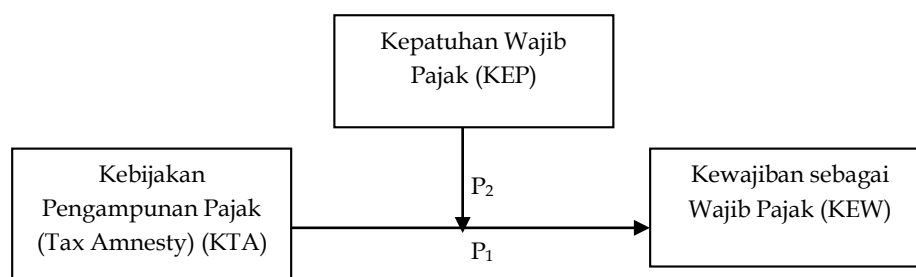 Kepatuhan Wajib
Pajak (KEP)
Kebijakan
Pengampunan Pajak
(Tax Amnesty) (KTA)
P₂
P₁
Kewajiban sebagai
Wajib Pajak (KEW)